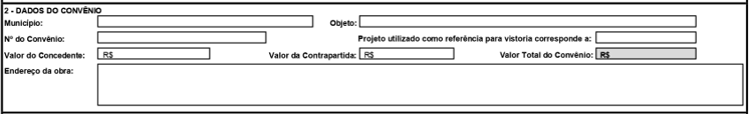 2 - DADOS DO CONVÊNIO
Município: Objeto:
Nº do Convênio: Projeto utilizado como referência para vistoria corresponde a:
Valor do Concedente: R$ Valor da Contrapartida: R$ Valor Total do Convênio: R$
Endereço da obra: